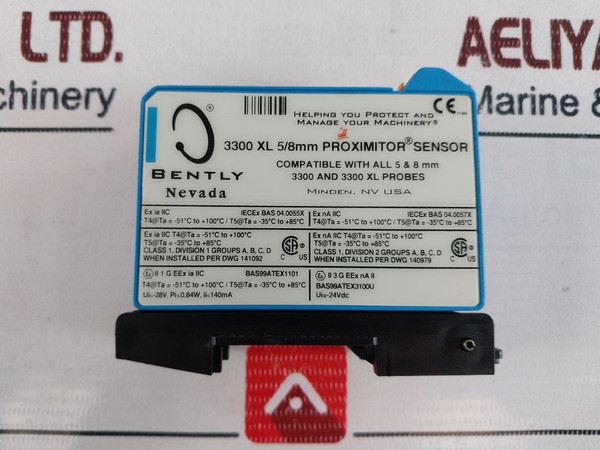 LTD.
AELIYA
achinery
Marine &
HELPING YOU PROTECT AND
MANAGE YOUR MACHINERY®
CE
3300 XL 5/8mm PROXIMITOR® SENSOR
all
COMPATIBLE WITH ALL 5 & 8 mm
3300 AND 3300 XL PROBES
MINDEN, NV USA
®
BENTLY
Nevada
Ex ia IIC IECEx BAS 04.0055X
T4@Ta = -51°C to +100°C / T5@Ta = -35°C to +85°C
Ex nA IIC IECEx BAS 04.0057X
T4@Ta = -51°C to +100°C / T5@Ta = -35°C to +85°C
Ex ia IIC T4@Ta = -51°C to +100°C
T5@Ta = -35°C to +85°C
CLASS 1, DIVISION 1 GROUPS A, B, C, D
WHEN INSTALLED PER DWG 141092
SA
C US
Ex nA IIC T4@Ta = -51°C to +100°C
T5@Ta = -35°C to +85°C
CLASS 1, DIVISION 2 GROUPS A, B, C, D
WHEN INSTALLED PER DWG 140979
SA
C US
II 1 G EEx ia IIC BAS99ATEX1101
T4@Ta = -51°C to +100°C / T5@Ta = -35°C to +85°C
Ui=-28V, Pi≤0.84W, Ii≤140mA
II 3 G EEx nA II
BAS99ATEX3100U
Ui=-24Vdc